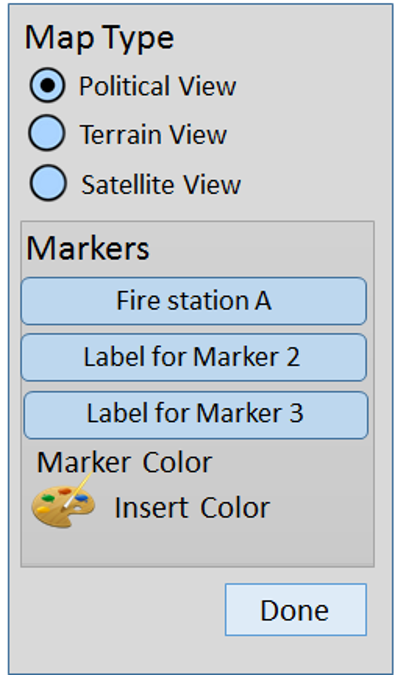 Map Type
Political View
Terrain View
Satellite View
Markers
Fire station A
Label for Marker 2
Label for Marker 3
Marker Color
Insert Color
Done